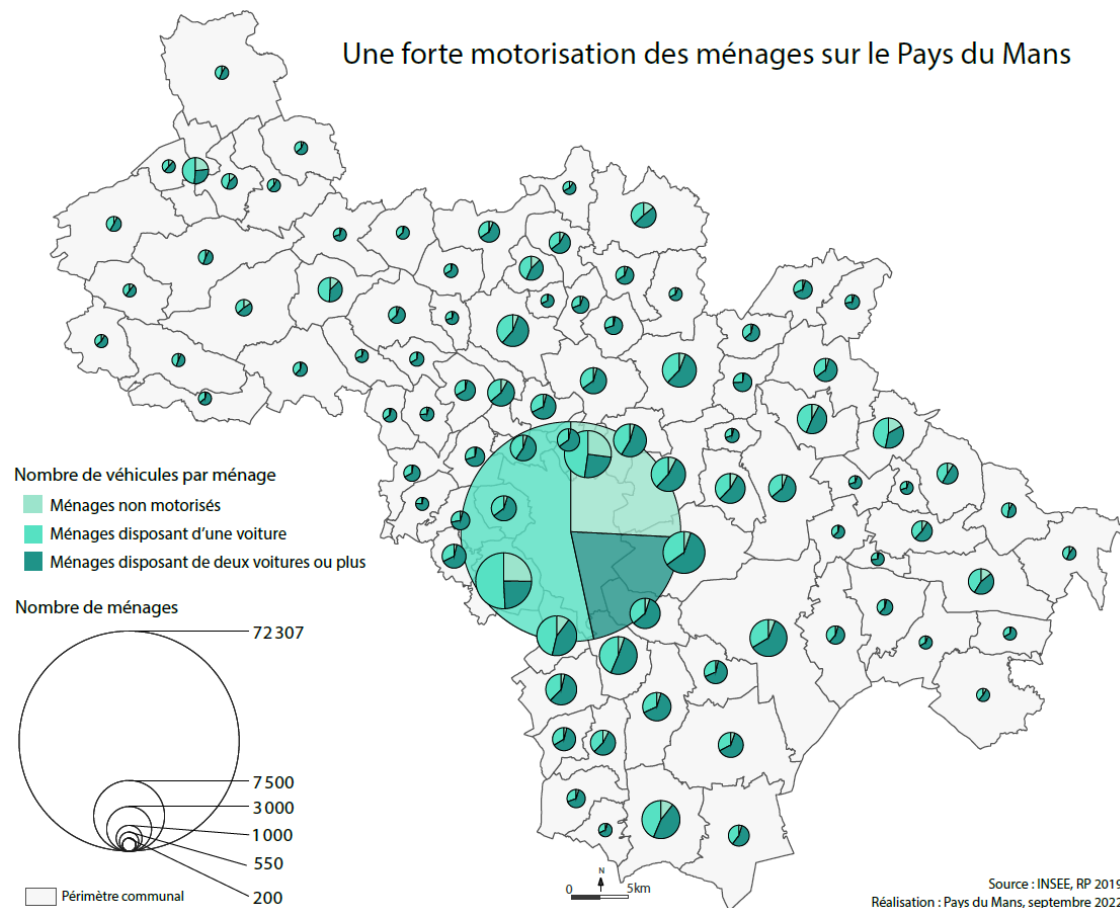 Une forte motorisation des ménages sur le Pays du Mans
Nombre de véhicules par ménage
Ménages non motorisés
Ménages disposant d'une voiture
Ménages disposant de deux voitures ou plus
Nombre de ménages
72 307
7 500
3 000
1 000
550
200
Périmètre communal
N
0 5km
Source : INSEE, RP 2019
Réalisation : Pays du Mans, septembre 2022